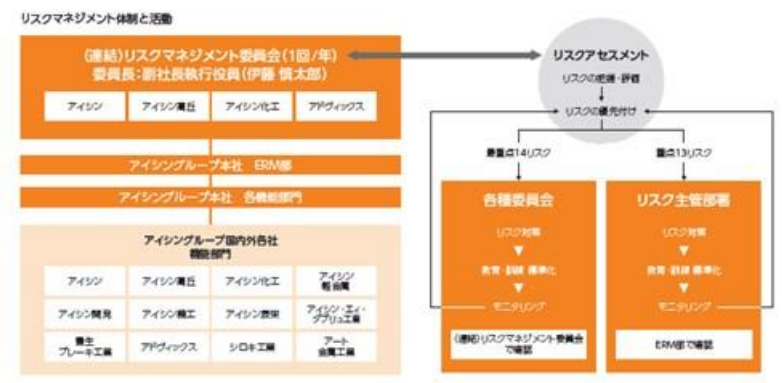 リスクマネジメント体制と活動
(連結)リスクマネジメント委員会(1回/年)
委員長:副社長執行役員(伊藤 慎太郎)
アイシン
アイシン高丘
アイシン化工
アドヴィックス
アイシングループ本社 ERM部
アイシングループ本社 各機能部門
アイシングループ国内外各社
機能部門
アイシン
アイシン高丘
アイシン化工
アイシン
軽金属
アイシン開発
アイシン機工
アイシン辰栄
アイシン・エィ・
ダブリュ工業
豊生
ブレーキ工業
アドヴィックス
シロキ工業
アート
金属工業
リスクアセスメント
リスクの把握・評価
リスクの優先付け
最重点14リスク
重点13リスク
各種委員会
リスク対策
教育・訓練 標準化
モニタリング
(連結)リスクマネジメント委員会
で確認
リスク主管部署
リスク対策
教育・訓練 標準化
モニタリング
ERM部で確認